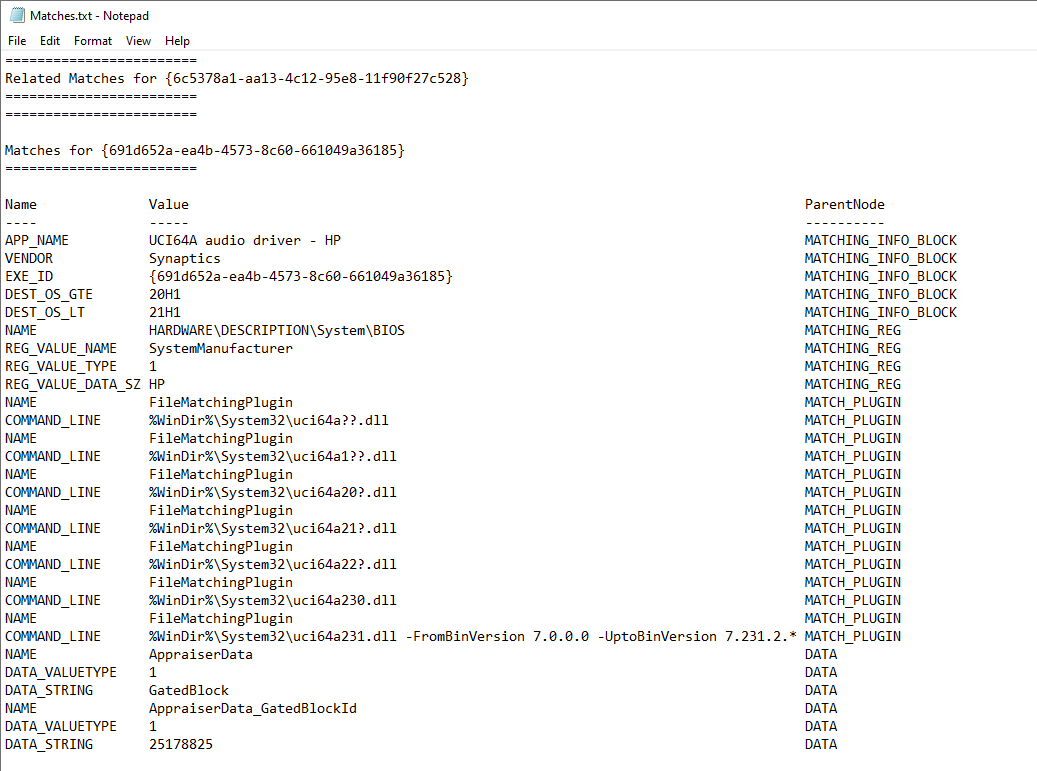 Matches.txt - Notepad
File Edit Format View Help
========================
Related Matches for {6c5378a1-aa13-4c12-95e8-11f90f27c528}
========================
========================
Matches for {691d652a-ea4b-4573-8c60-661049a36185}
========================
Name Value ParentNode
---- ----- ----------
APP_NAME UCI64A audio driver - HP MATCHING_INFO_BLOCK
VENDOR Synaptics MATCHING_INFO_BLOCK
EXE_ID {691d652a-ea4b-4573-8c60-661049a36185} MATCHING_INFO_BLOCK
DEST_OS_GTE 20H1 MATCHING_INFO_BLOCK
DEST_OS_LT 21H1 MATCHING_INFO_BLOCK
NAME HARDWARE\DESCRIPTION\System\BIOS MATCHING_REG
REG_VALUE_NAME SystemManufacturer MATCHING_REG
REG_VALUE_TYPE 1 MATCHING_REG
REG_VALUE_DATA_SZ HP MATCHING_REG
NAME FileMatchingPlugin MATCH_PLUGIN
COMMAND_LINE %WinDir%\System32\uci64a??.dll MATCH_PLUGIN
NAME FileMatchingPlugin MATCH_PLUGIN
COMMAND_LINE %WinDir%\System32\uci64a1??.dll MATCH_PLUGIN
NAME FileMatchingPlugin MATCH_PLUGIN
COMMAND_LINE %WinDir%\System32\uci64a20?.dll MATCH_PLUGIN
NAME FileMatchingPlugin MATCH_PLUGIN
COMMAND_LINE %WinDir%\System32\uci64a21?.dll MATCH_PLUGIN
NAME FileMatchingPlugin MATCH_PLUGIN
COMMAND_LINE %WinDir%\System32\uci64a22?.dll MATCH_PLUGIN
NAME FileMatchingPlugin MATCH_PLUGIN
COMMAND_LINE %WinDir%\System32\uci64a230.dll MATCH_PLUGIN
NAME FileMatchingPlugin MATCH_PLUGIN
COMMAND_LINE %WinDir%\System32\uci64a231.dll -FromBinVersion 7.0.0.0 -UptoBinVersion 7.231.2.* MATCH_PLUGIN
NAME AppraiserData DATA
DATA_VALUETYPE 1 DATA
DATA_STRING GatedBlock DATA
NAME AppraiserData_GatedBlockId DATA
DATA_VALUETYPE 1 DATA
DATA_STRING 25178825 DATA